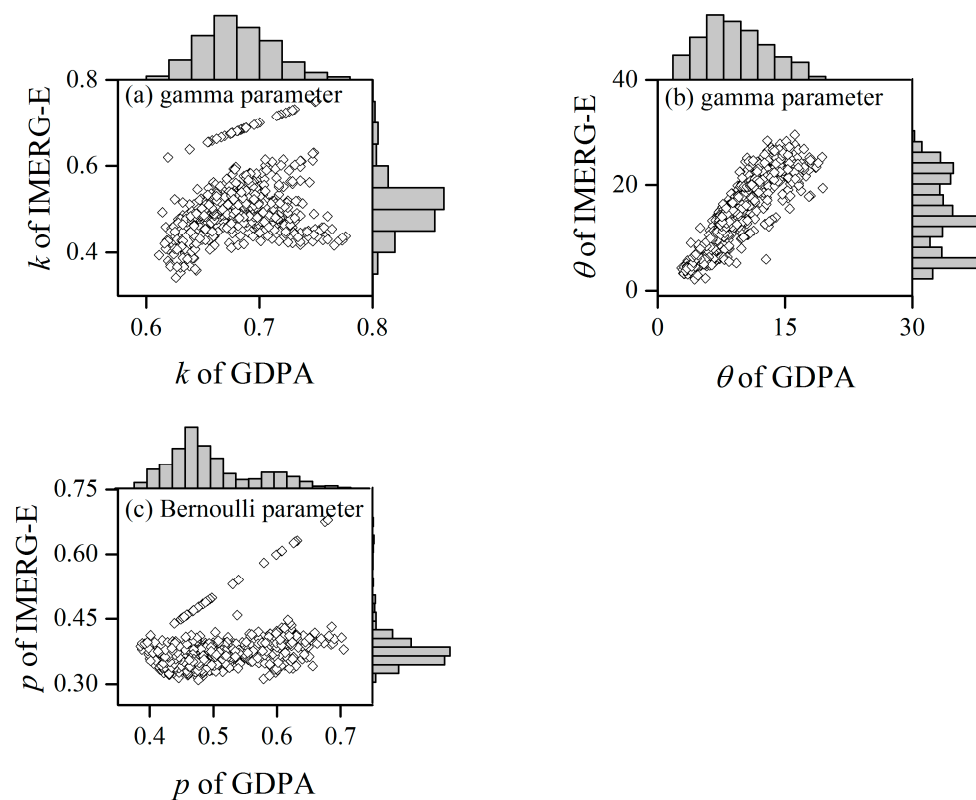 (a) gamma parameter
k of IMERG-E
0.8
0.6
0.4
0.6
0.7
0.8
k of GDPA
(b) gamma parameter
θ of IMERG-E
40
20
0
0
15
30
θ of GDPA
(c) Bernoulli parameter
p of IMERG-E
0.75
0.60
0.45
0.30
0.4
0.5
0.6
0.7
p of GDPA